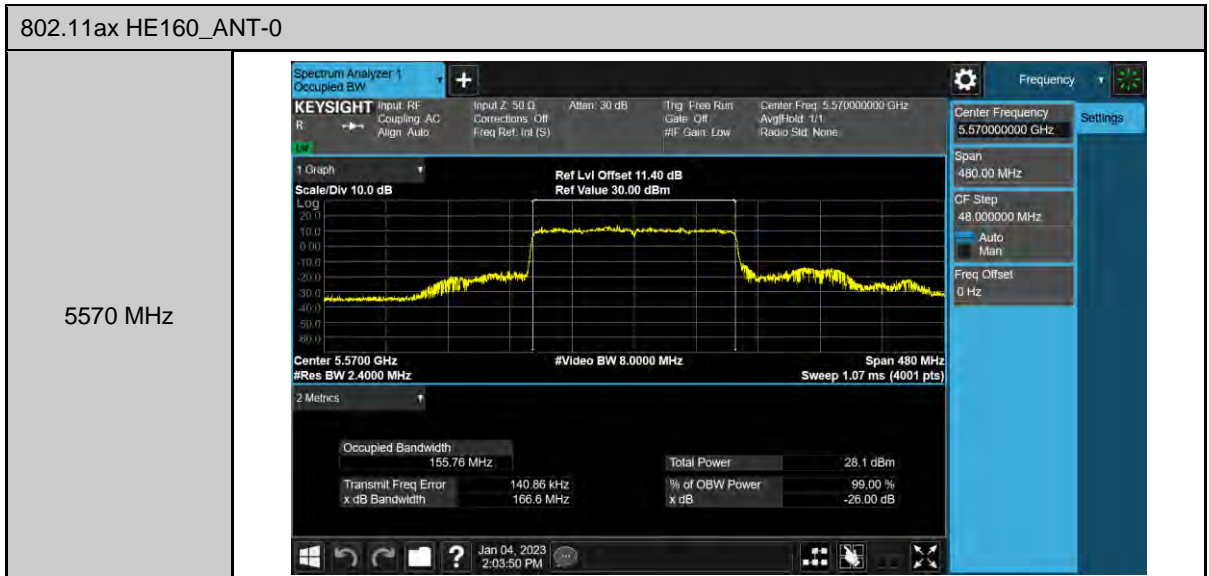 802.11ax HE160_ANT-0
5570 MHz
Spectrum Analyzer 1
Occupied BW
Frequency
KEYSIGHT
R
Input: RF
Coupling: AC
Align: Auto
Input Z: 50 Ω
Corrections: Off
Freq Ref: Int (S)
Atten: 30 dB
Trig: Free Run
Gate: Off
#IF Gain: Low
Center Freq: 5.570000000 GHz
Avg|Hold: 1/1
Radio Std: None
1 Graph
Scale/Div 10.0 dB
Ref Lvl Offset 11.40 dB
Ref Value 30.00 dBm
Log
20.0
10.0
0.00
-10.0
-20.0
-30.0
-40.0
-50.0
-60.0
Center 5.5700 GHz
#Res BW 2.4000 MHz
#Video BW 8.0000 MHz
Span 480 MHz
Sweep 1.07 ms (4001 pts)
2 Metrics
Occupied Bandwidth
155.76 MHz
Transmit Freq Error 140.86 kHz
x dB Bandwidth 166.6 MHz
Total Power 28.1 dBm
% of OBW Power 99.00 %
x dB -26.00 dB
Center Frequency
5.570000000 GHz
Settings
Span
480.00 MHz
CF Step
48.000000 MHz
Auto
Man
Freq Offset
0 Hz
?
Jan 04, 2023
2:03:50 PM